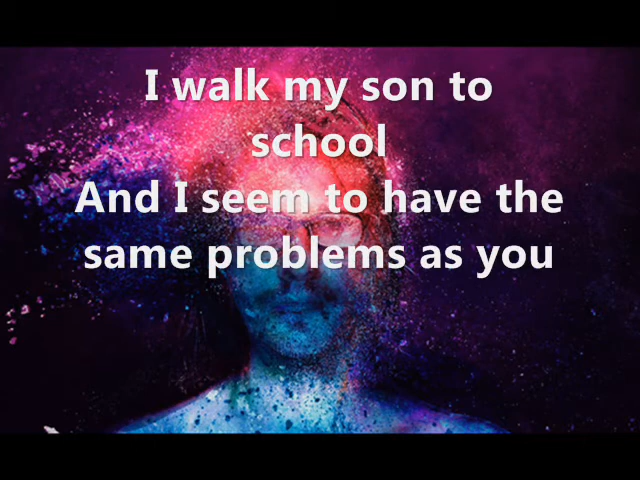 I walk my son to
school
And I seem to have the
same problems as you